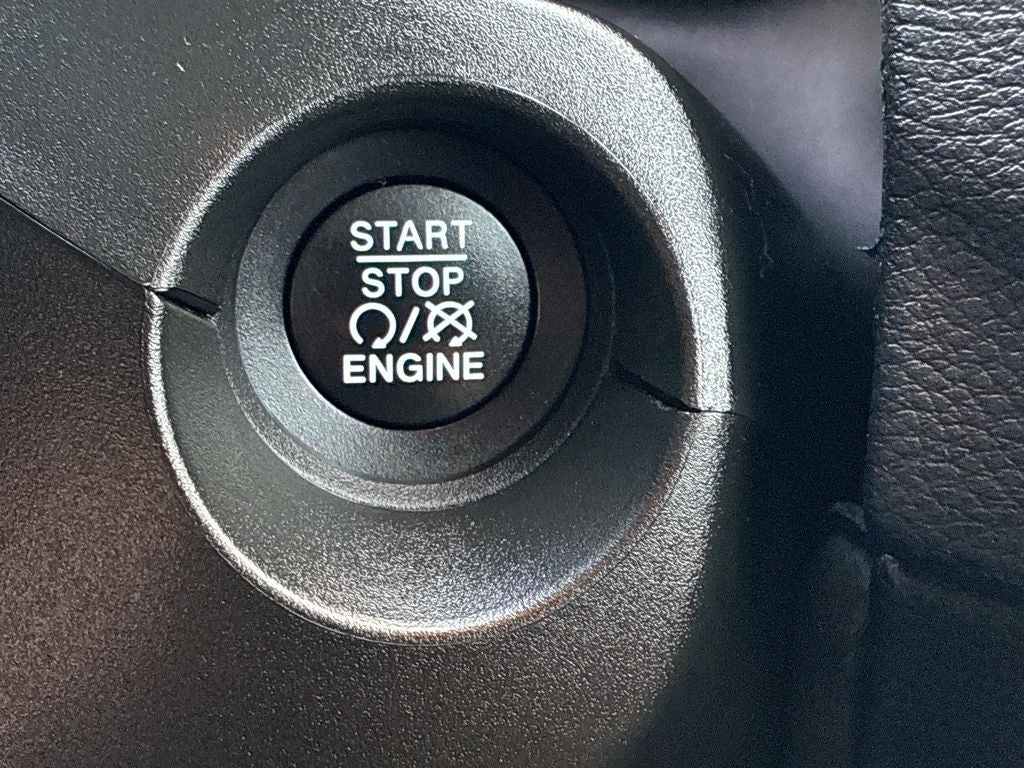 START
STOP
/
ENGINE